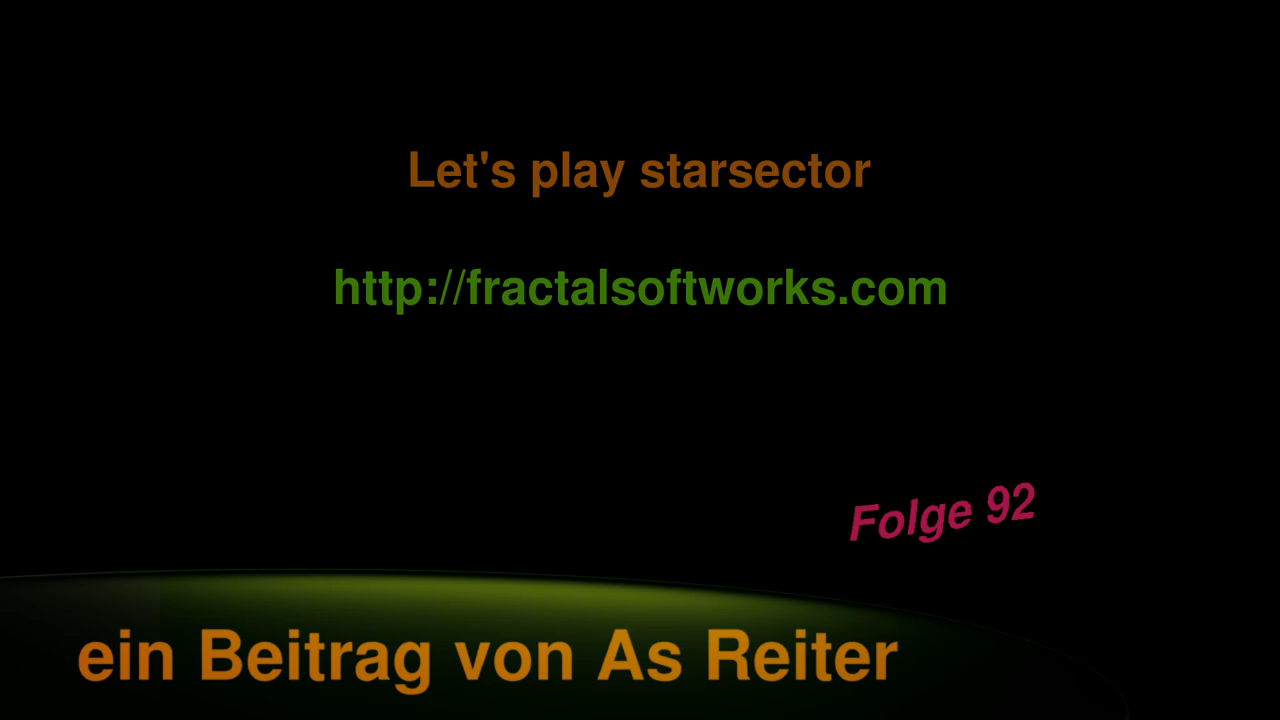 Let's play starsector
http://fractalsoftworks.com
Folge 92
ein Beitrag von As Reiter